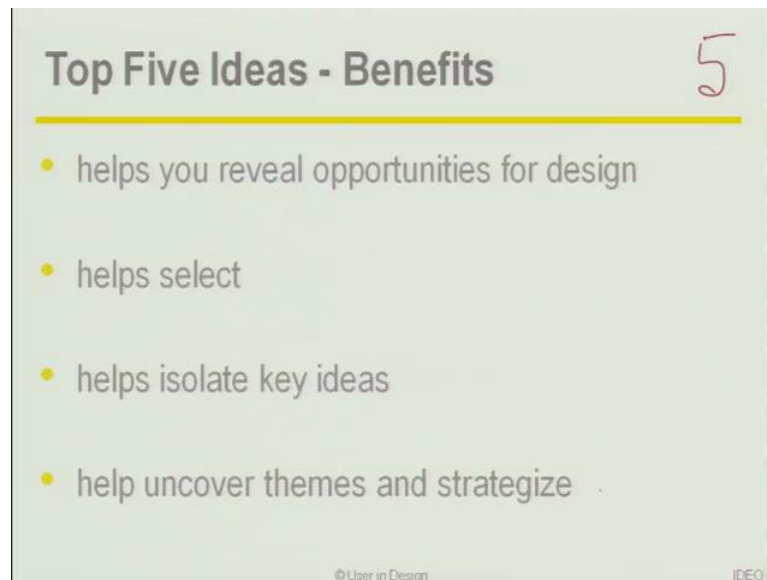 Top Five Ideas - Benefits
5
• helps you reveal opportunities for design
• helps select
• helps isolate key ideas
• help uncover themes and strategize
© User in Design
IDEO